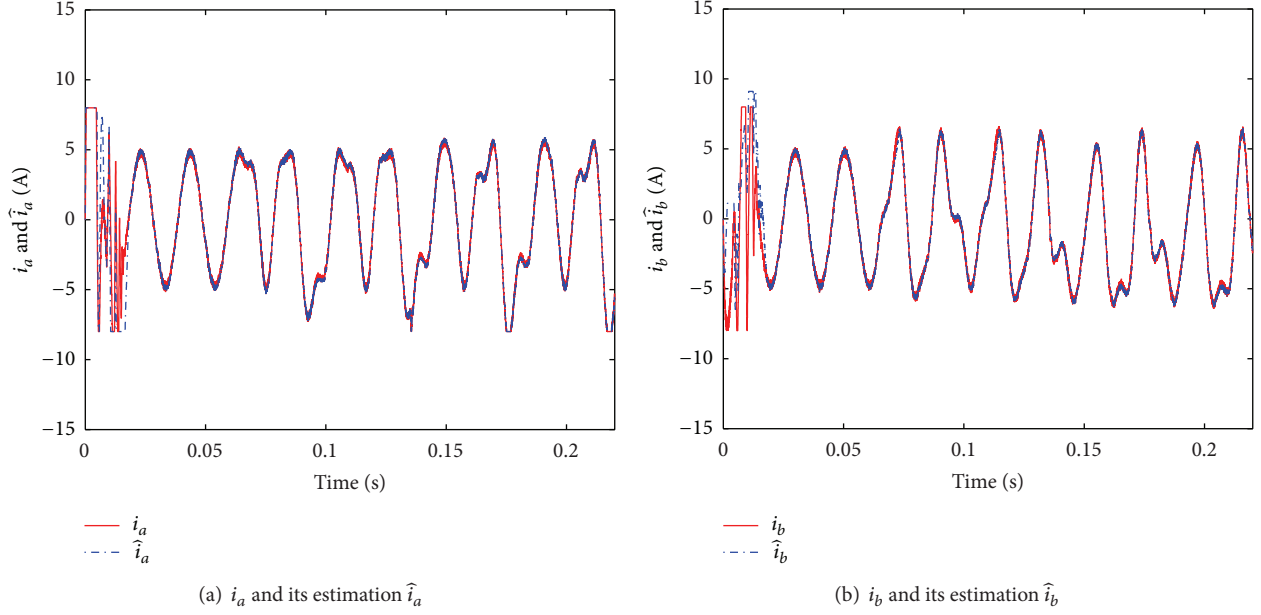 15
10
5
0
−5
−10
−15
i_a and î_a (A)
0
0.05
0.1
0.15
0.2
Time (s)
i_a
î_a
(a) i_a and its estimation î_a
15
10
5
0
−5
−10
−15
i_b and î_b (A)
0
0.05
0.1
0.15
0.2
Time (s)
i_b
î_b
(b) i_b and its estimation î_b